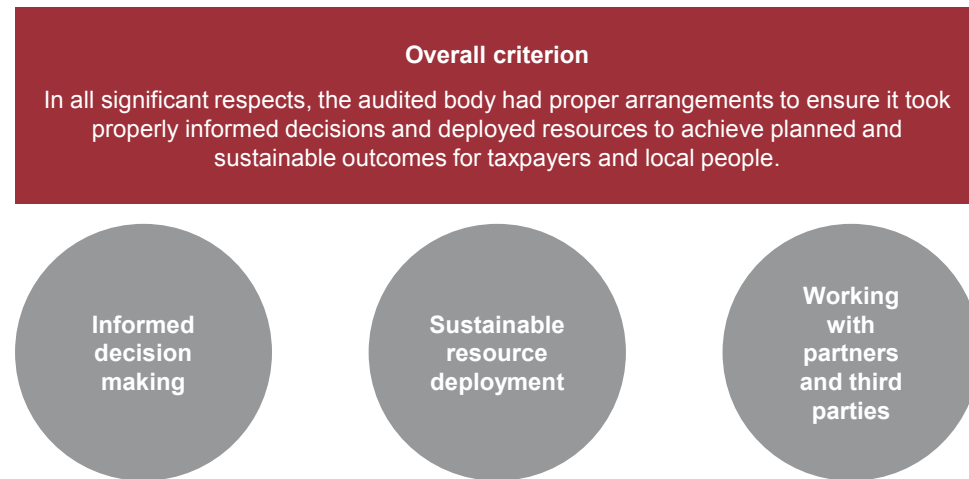 Overall criterion
In all significant respects, the audited body had proper arrangements to ensure it took
properly informed decisions and deployed resources to achieve planned and
sustainable outcomes for taxpayers and local people.
Informed
decision
making
Sustainable
resource
deployment
Working
with
partners
and third
parties